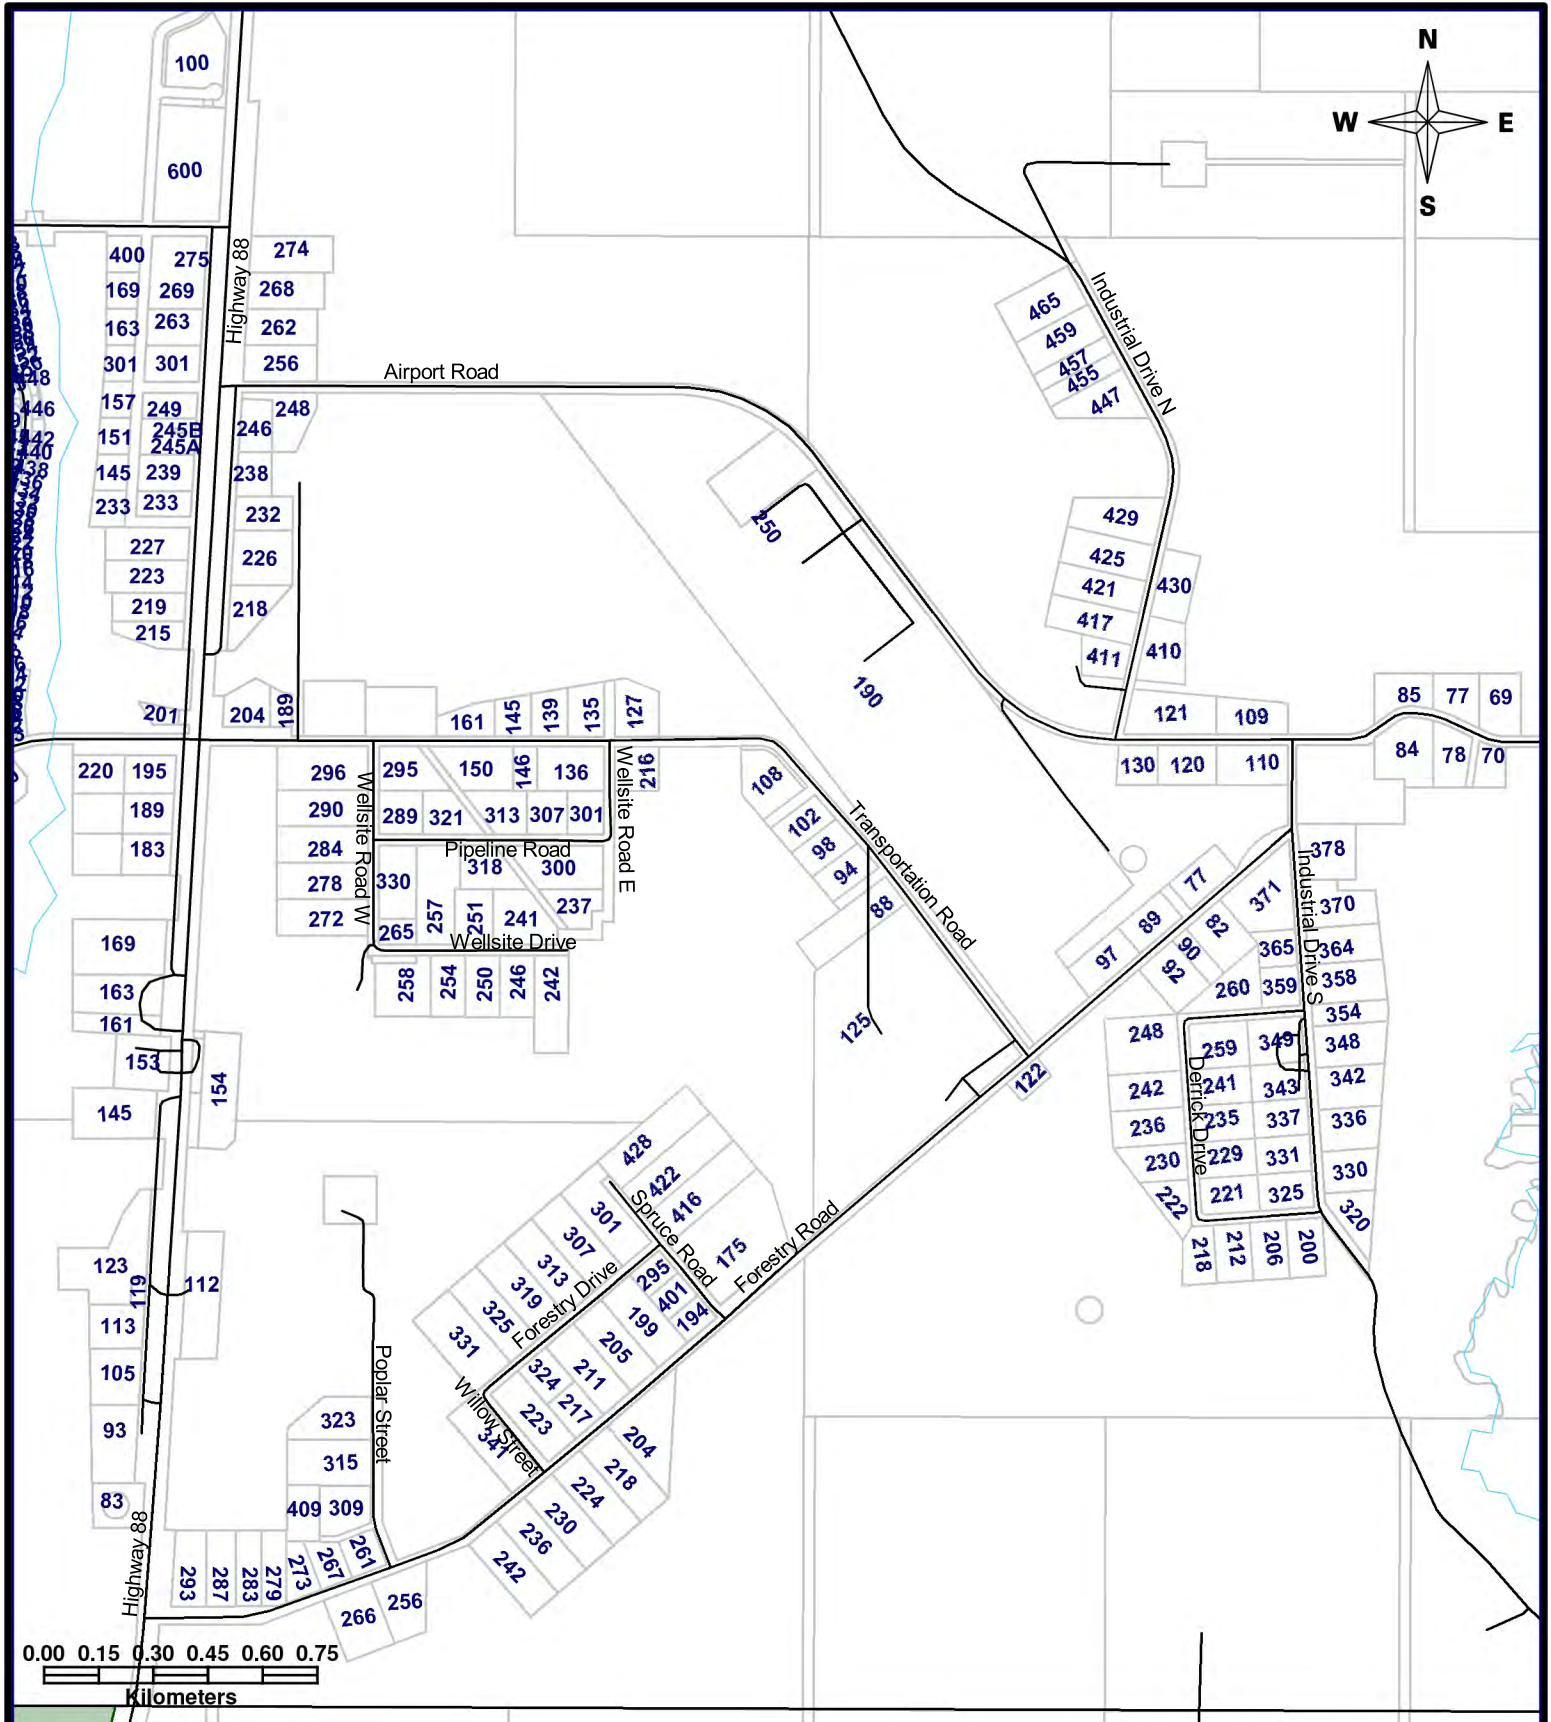 N
W E
S
100
600
400 275 274
169 269 268
163 263 262
301 301 256
Highway 88
Airport Road
157 249 248
151 245B 246
245A
145 239 238
233 233 232
227 226
223
219 218
215
448
446
442
440
465
459
457
455
447
Industrial Drive N
429
425
421 430
417
411 410
250
190
201 204 189
161 145 139 135 127
121 109
85 77 69
220 195
189
183
296
290
284
278
272
Wellsite Road W
295 150 146 136 216
289 321 313 307 301
Wellsite Road E
Pipeline Road
318 300
330
257 251 241 237
265
Wellsite Drive
258 254 250 246 242
108
102
98
94
88
Transportation Road
125
130 120 110
84 78 70
378
371
370
77
89
97
82
90
92
365 364
260 359 358
354
Industrial Drive S
248 259 349 348
242 241 343 342
236 235 337 336
230 229 331 330
222 221 325 320
Derrick Drive
218 212 206 200
122
169
163
161
153
154
145
123
119
112
113
105
93
83
Highway 88
Poplar Street
323
315
409 309
293 287 283 279 273 267 261
266 256
428
422
416
Spruce Road
175
301
307
313
319
325
331
Forestry Drive
295
401
194
199
205
211
217
324
223
341
Willow Street
Forestry Road
204
218
224
230
236
242
0.00 0.15 0.30 0.45 0.60 0.75
Kilometers